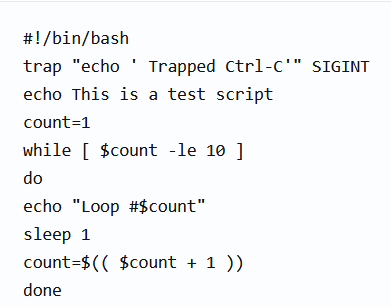 #!/bin/bash
trap "echo ' Trapped Ctrl-C'" SIGINT
echo This is a test script
count=1
while [ $count -le 10 ]
do
echo "Loop #$count"
sleep 1
count=$(( $count + 1 ))
done